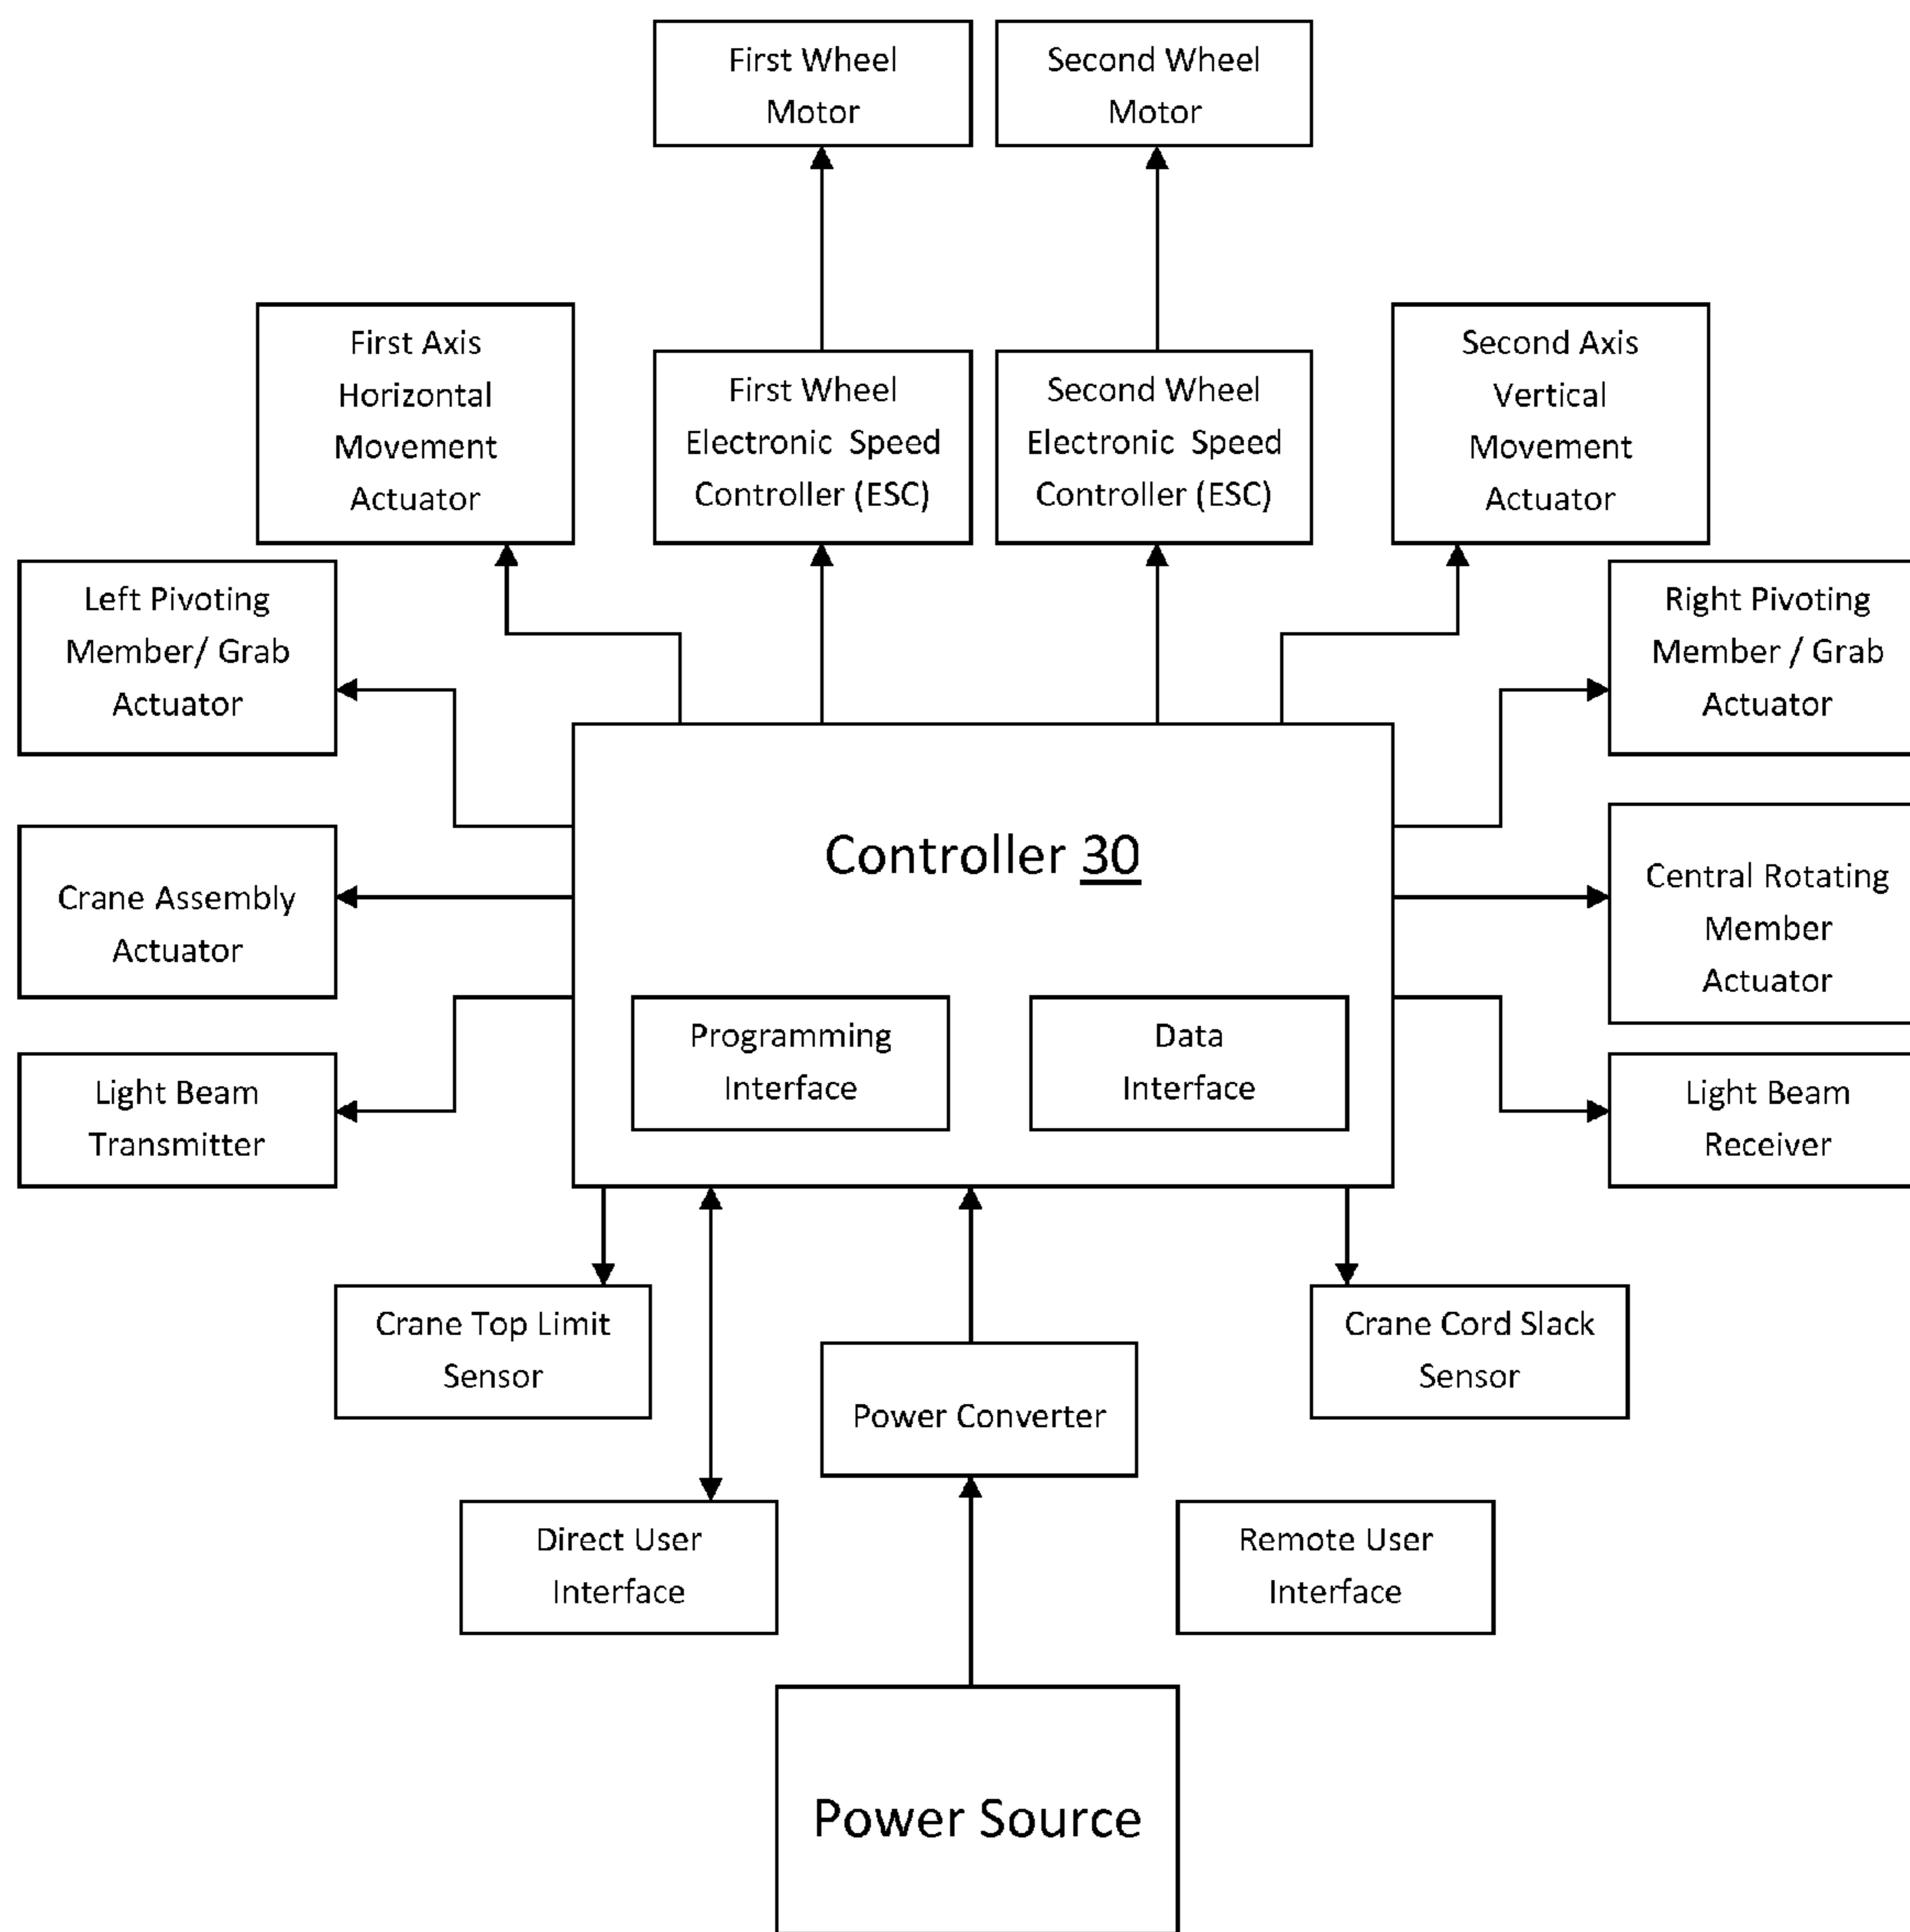 First Wheel
Motor
Second Wheel
Motor
First Axis
Horizontal
Movement
Actuator
First Wheel
Electronic  Speed
Controller (ESC)
Second Wheel
Electronic  Speed
Controller (ESC)
Second Axis
Vertical
Movement
Actuator
Left Pivoting
Member/ Grab
Actuator
Right Pivoting
Member / Grab
Actuator
Controller 30
Crane Assembly
Actuator
Central Rotating
Member
Actuator
Programming
Interface
Data
Interface
Light Beam
Transmitter
Light Beam
Receiver
Crane Top Limit
Sensor
Crane Cord Slack
Sensor
Power Converter
Direct User
Interface
Remote User
Interface
Power Source